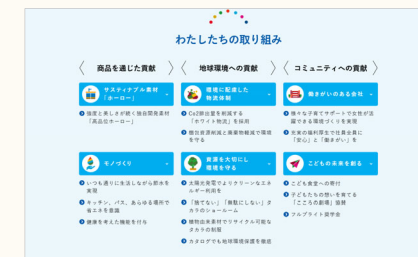 わたしたちの取り組み
商品を通じた貢献
サスティナブル素材
「ホーロー」
強度と美しさが続く独自開発素材
「高品位ホーロー」
モノづくり
いつも通りに生活しながら節水を
実現
キッチン、バス、あらゆる場所で
省エネを意識
健康を考えた機能を付与
地球環境への貢献
環境に配慮した
物流体制
Co2排出量を削減する
「ホワイト物流」を採用
梱包資源削減と廃棄物軽減で環境
を守る
資源を大切にし
環境を守る
太陽光発電でよりクリーンなエネ
ルギー利用を
「捨てない」「無駄にしない」タ
カラのショールーム
植物由来素材でリサイクル可能な
タカラの制服
カタログでも地球環境保護を徹底
コミュニティへの貢献
働きがいのある会社
様々な子育てサポートで女性が活
躍できる環境づくりを実現
充実の福利厚生で社員全員に
「安心」と「働きがい」を
こどもの未来を創る
こども食堂への寄付
子どもたちの想いを育てる
「こころの劇場」協賛
フルブライト奨学金